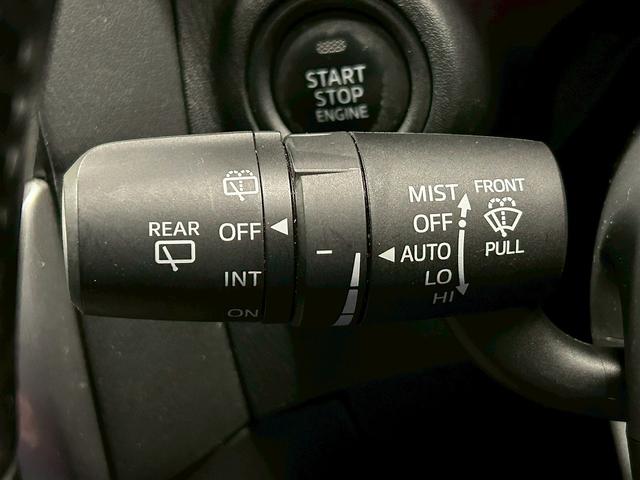 START
STOP
ENGINE
REAR
OFF
INT
ON
MIST
OFF
AUTO
LO
HI
FRONT
PULL